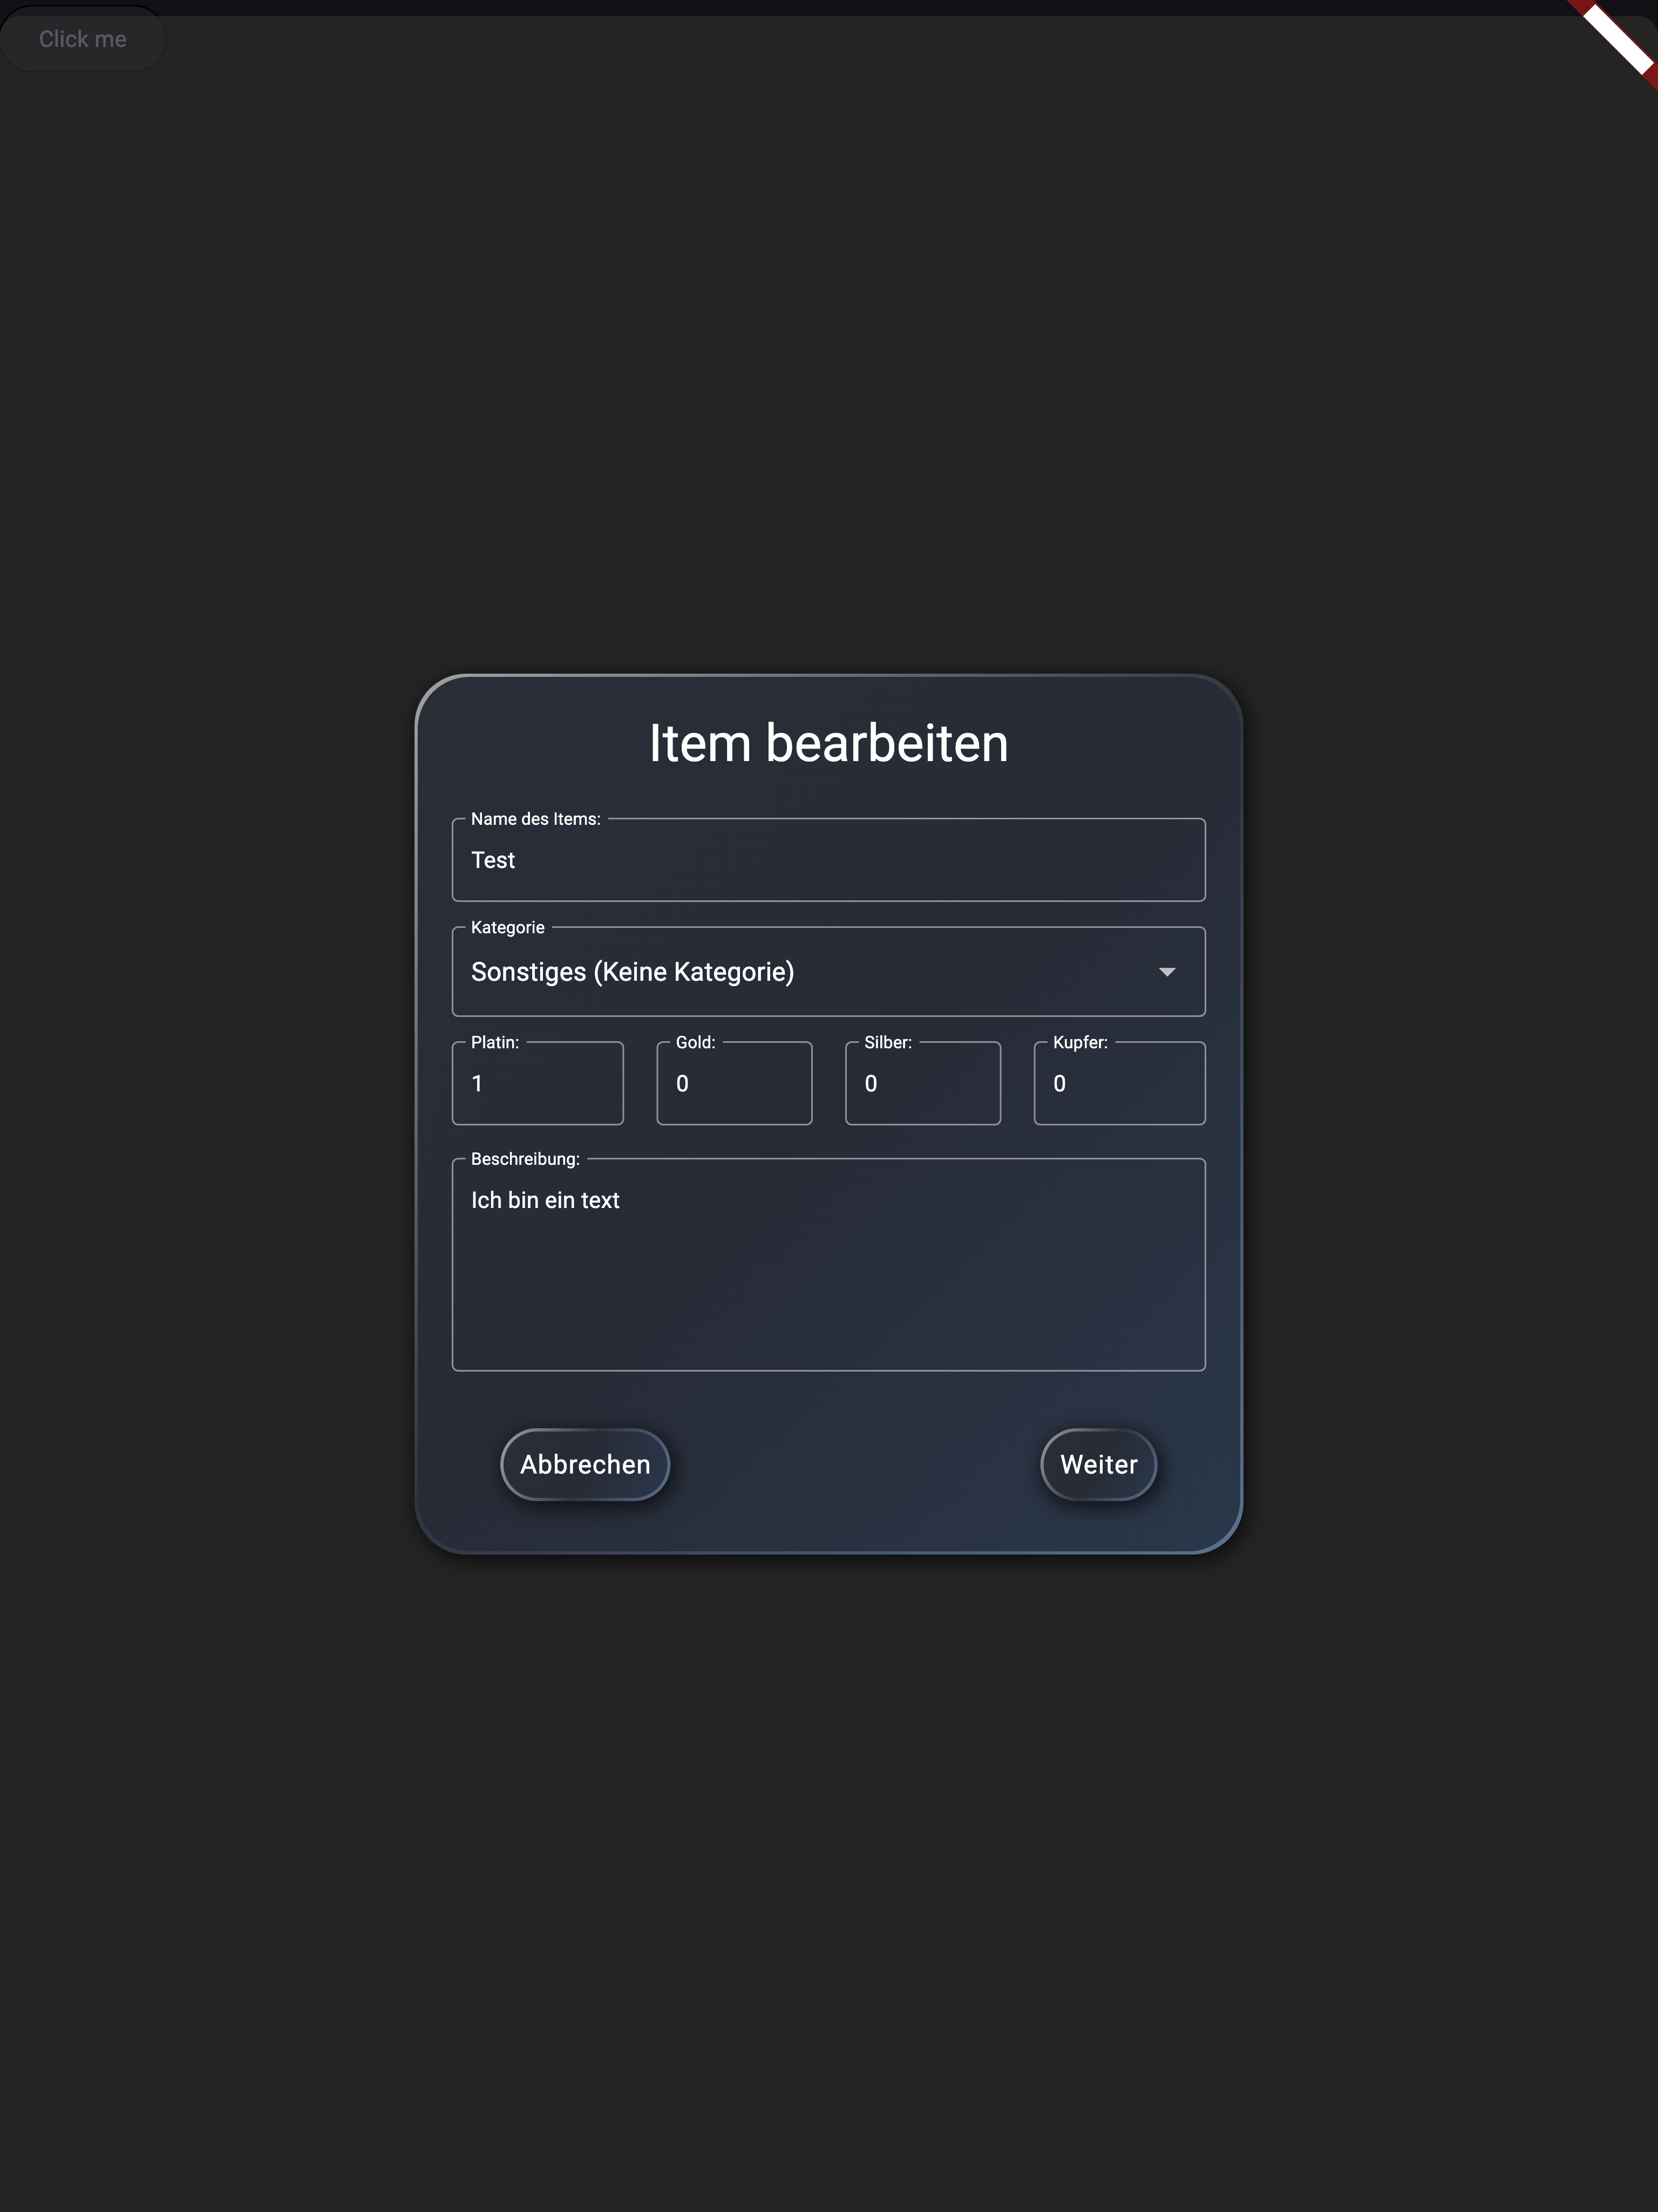 Click me
Item bearbeiten
Name des Items:
Test
Kategorie
Sonstiges (Keine Kategorie)
Platin: Gold: Silber: Kupfer:
1 0 0 0
Beschreibung:
Ich bin ein text
Abbrechen Weiter